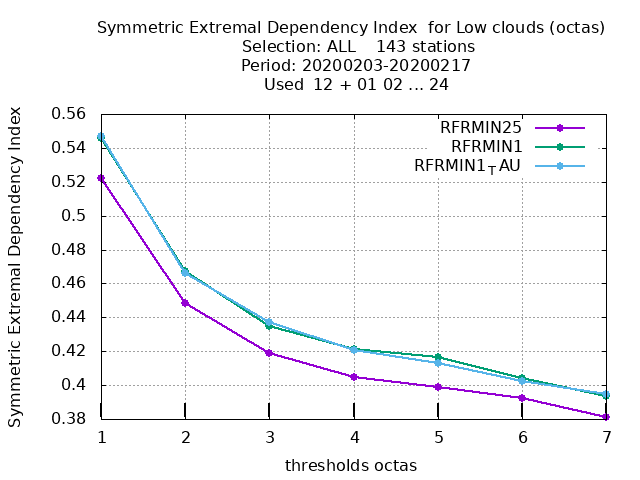 Symmetric Extremal Dependency Index  for Low clouds (octas)
Selection: ALL    143 stations
Period: 20200203-20200217
Used  12 + 01 02 ... 24
Symmetric Extremal Dependency Index
0.56
0.54
0.52
0.5
0.48
0.46
0.44
0.42
0.4
0.38
RFRMIN25
RFRMIN1
RFRMIN1TAU
1 2 3 4 5 6 7
thresholds octas